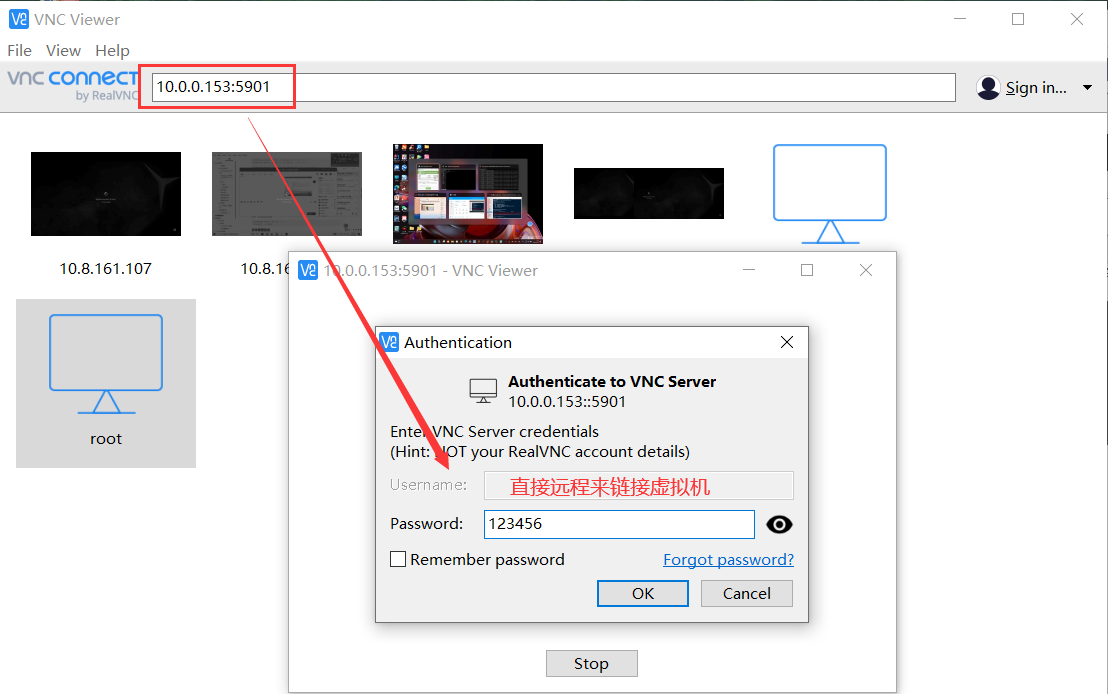 VNC Viewer
File View Help
vnc connect
by RealVNC
10.0.0.153:5901
Sign in...
10.8.161.107
10.8.16
10.0.0.153:5901 - VNC Viewer
root
Authentication
Authenticate to VNC Server
10.0.0.153::5901
Enter VNC Server credentials
(Hint: NOT your RealVNC account details)
Username: 直接远程来链接虚拟机
Password: 123456
Remember password Forgot password?
OK Cancel
Stop